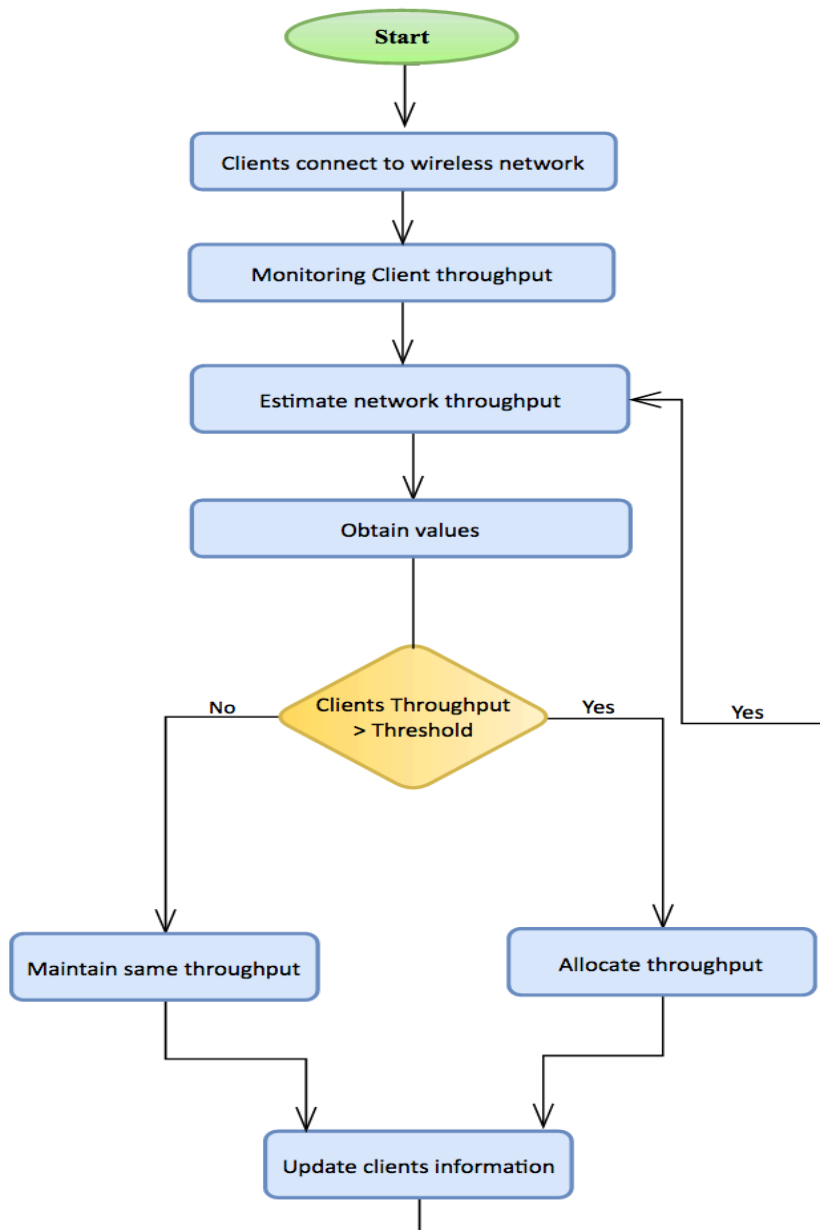 Start
Clients connect to wireless network
Monitoring Client throughput
Estimate network throughput
Obtain values
No
Clients Throughput
> Threshold
Yes
Yes
Maintain same throughput
Allocate throughput
Update clients information